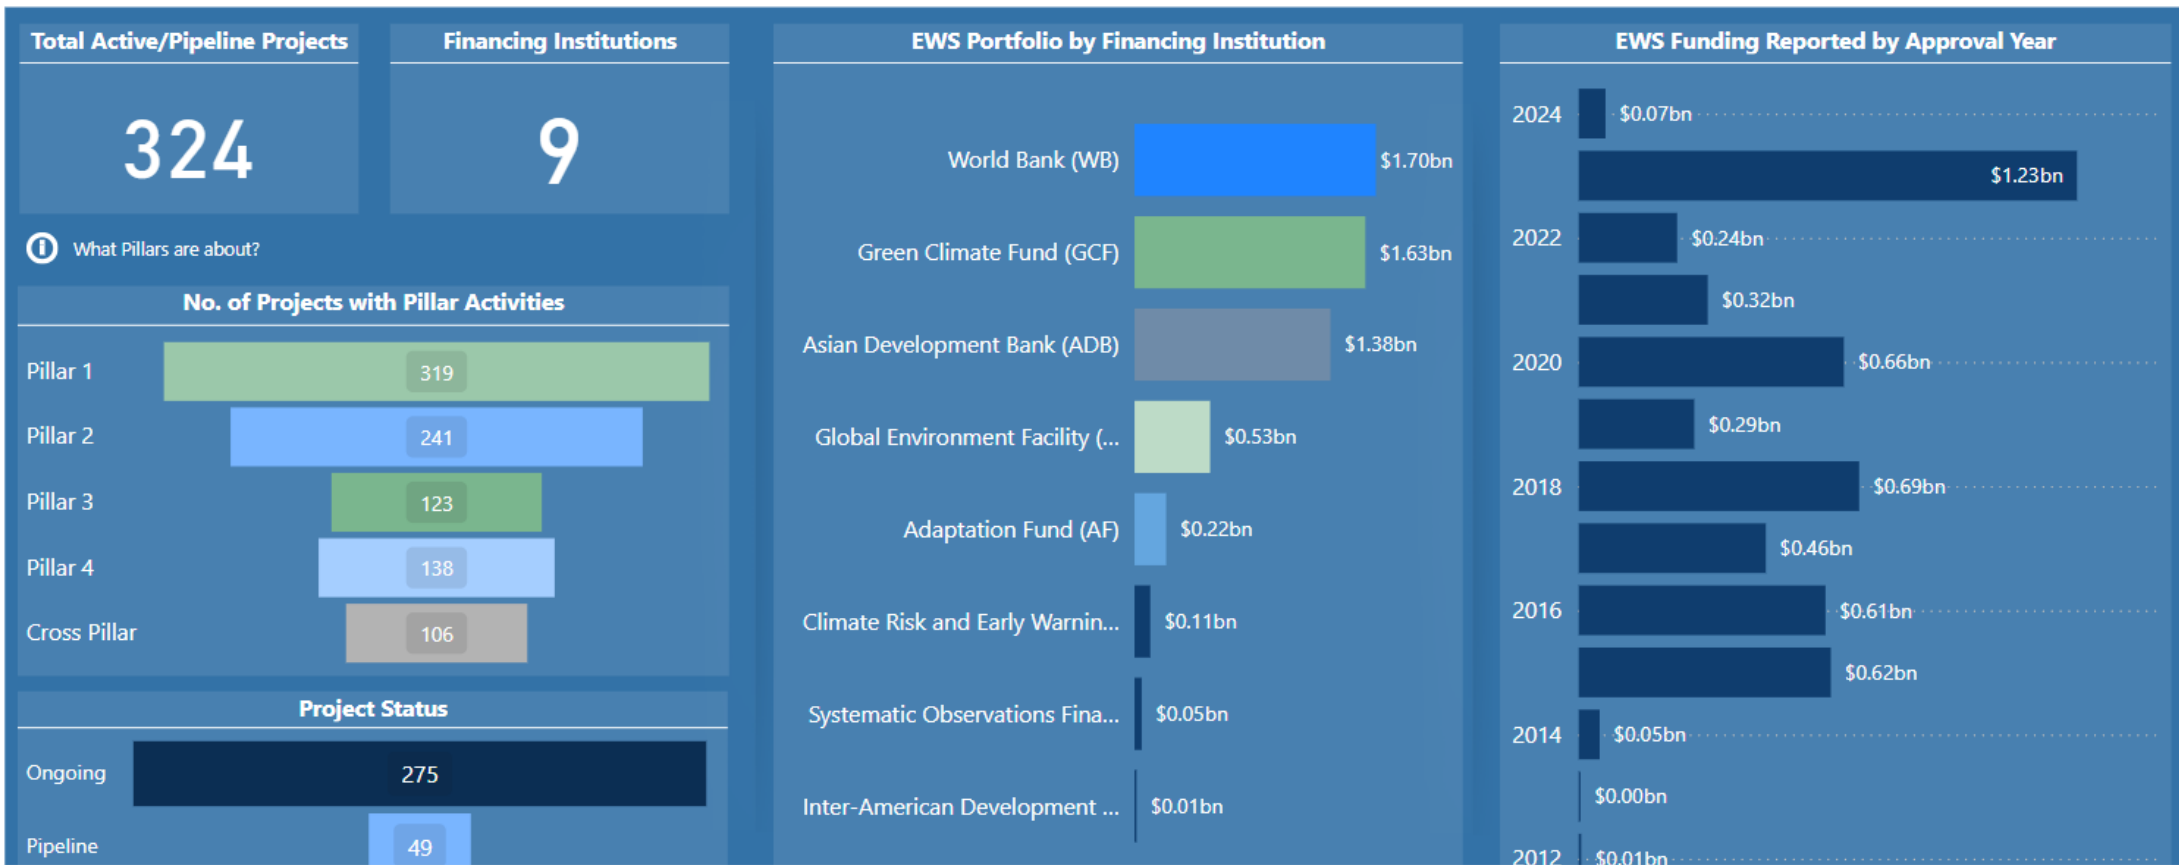 Total Active/Pipeline Projects
324
Financing Institutions
9
What Pillars are about?
No. of Projects with Pillar Activities
Pillar 1 319
Pillar 2 241
Pillar 3 123
Pillar 4 138
Cross Pillar 106
Project Status
Ongoing 275
Pipeline 49
EWS Portfolio by Financing Institution
World Bank (WB) $1.70bn
Green Climate Fund (GCF) $1.63bn
Asian Development Bank (ADB) $1.38bn
Global Environment Facility (... $0.53bn
Adaptation Fund (AF) $0.22bn
Climate Risk and Early Warnin... $0.11bn
Systematic Observations Fina... $0.05bn
Inter-American Development ... $0.01bn
EWS Funding Reported by Approval Year
2024 $0.07bn
$1.23bn
2022 $0.24bn
$0.32bn
2020 $0.66bn
$0.29bn
2018 $0.69bn
$0.46bn
2016 $0.61bn
$0.62bn
2014 $0.05bn
$0.00bn
2012 $0.01bn